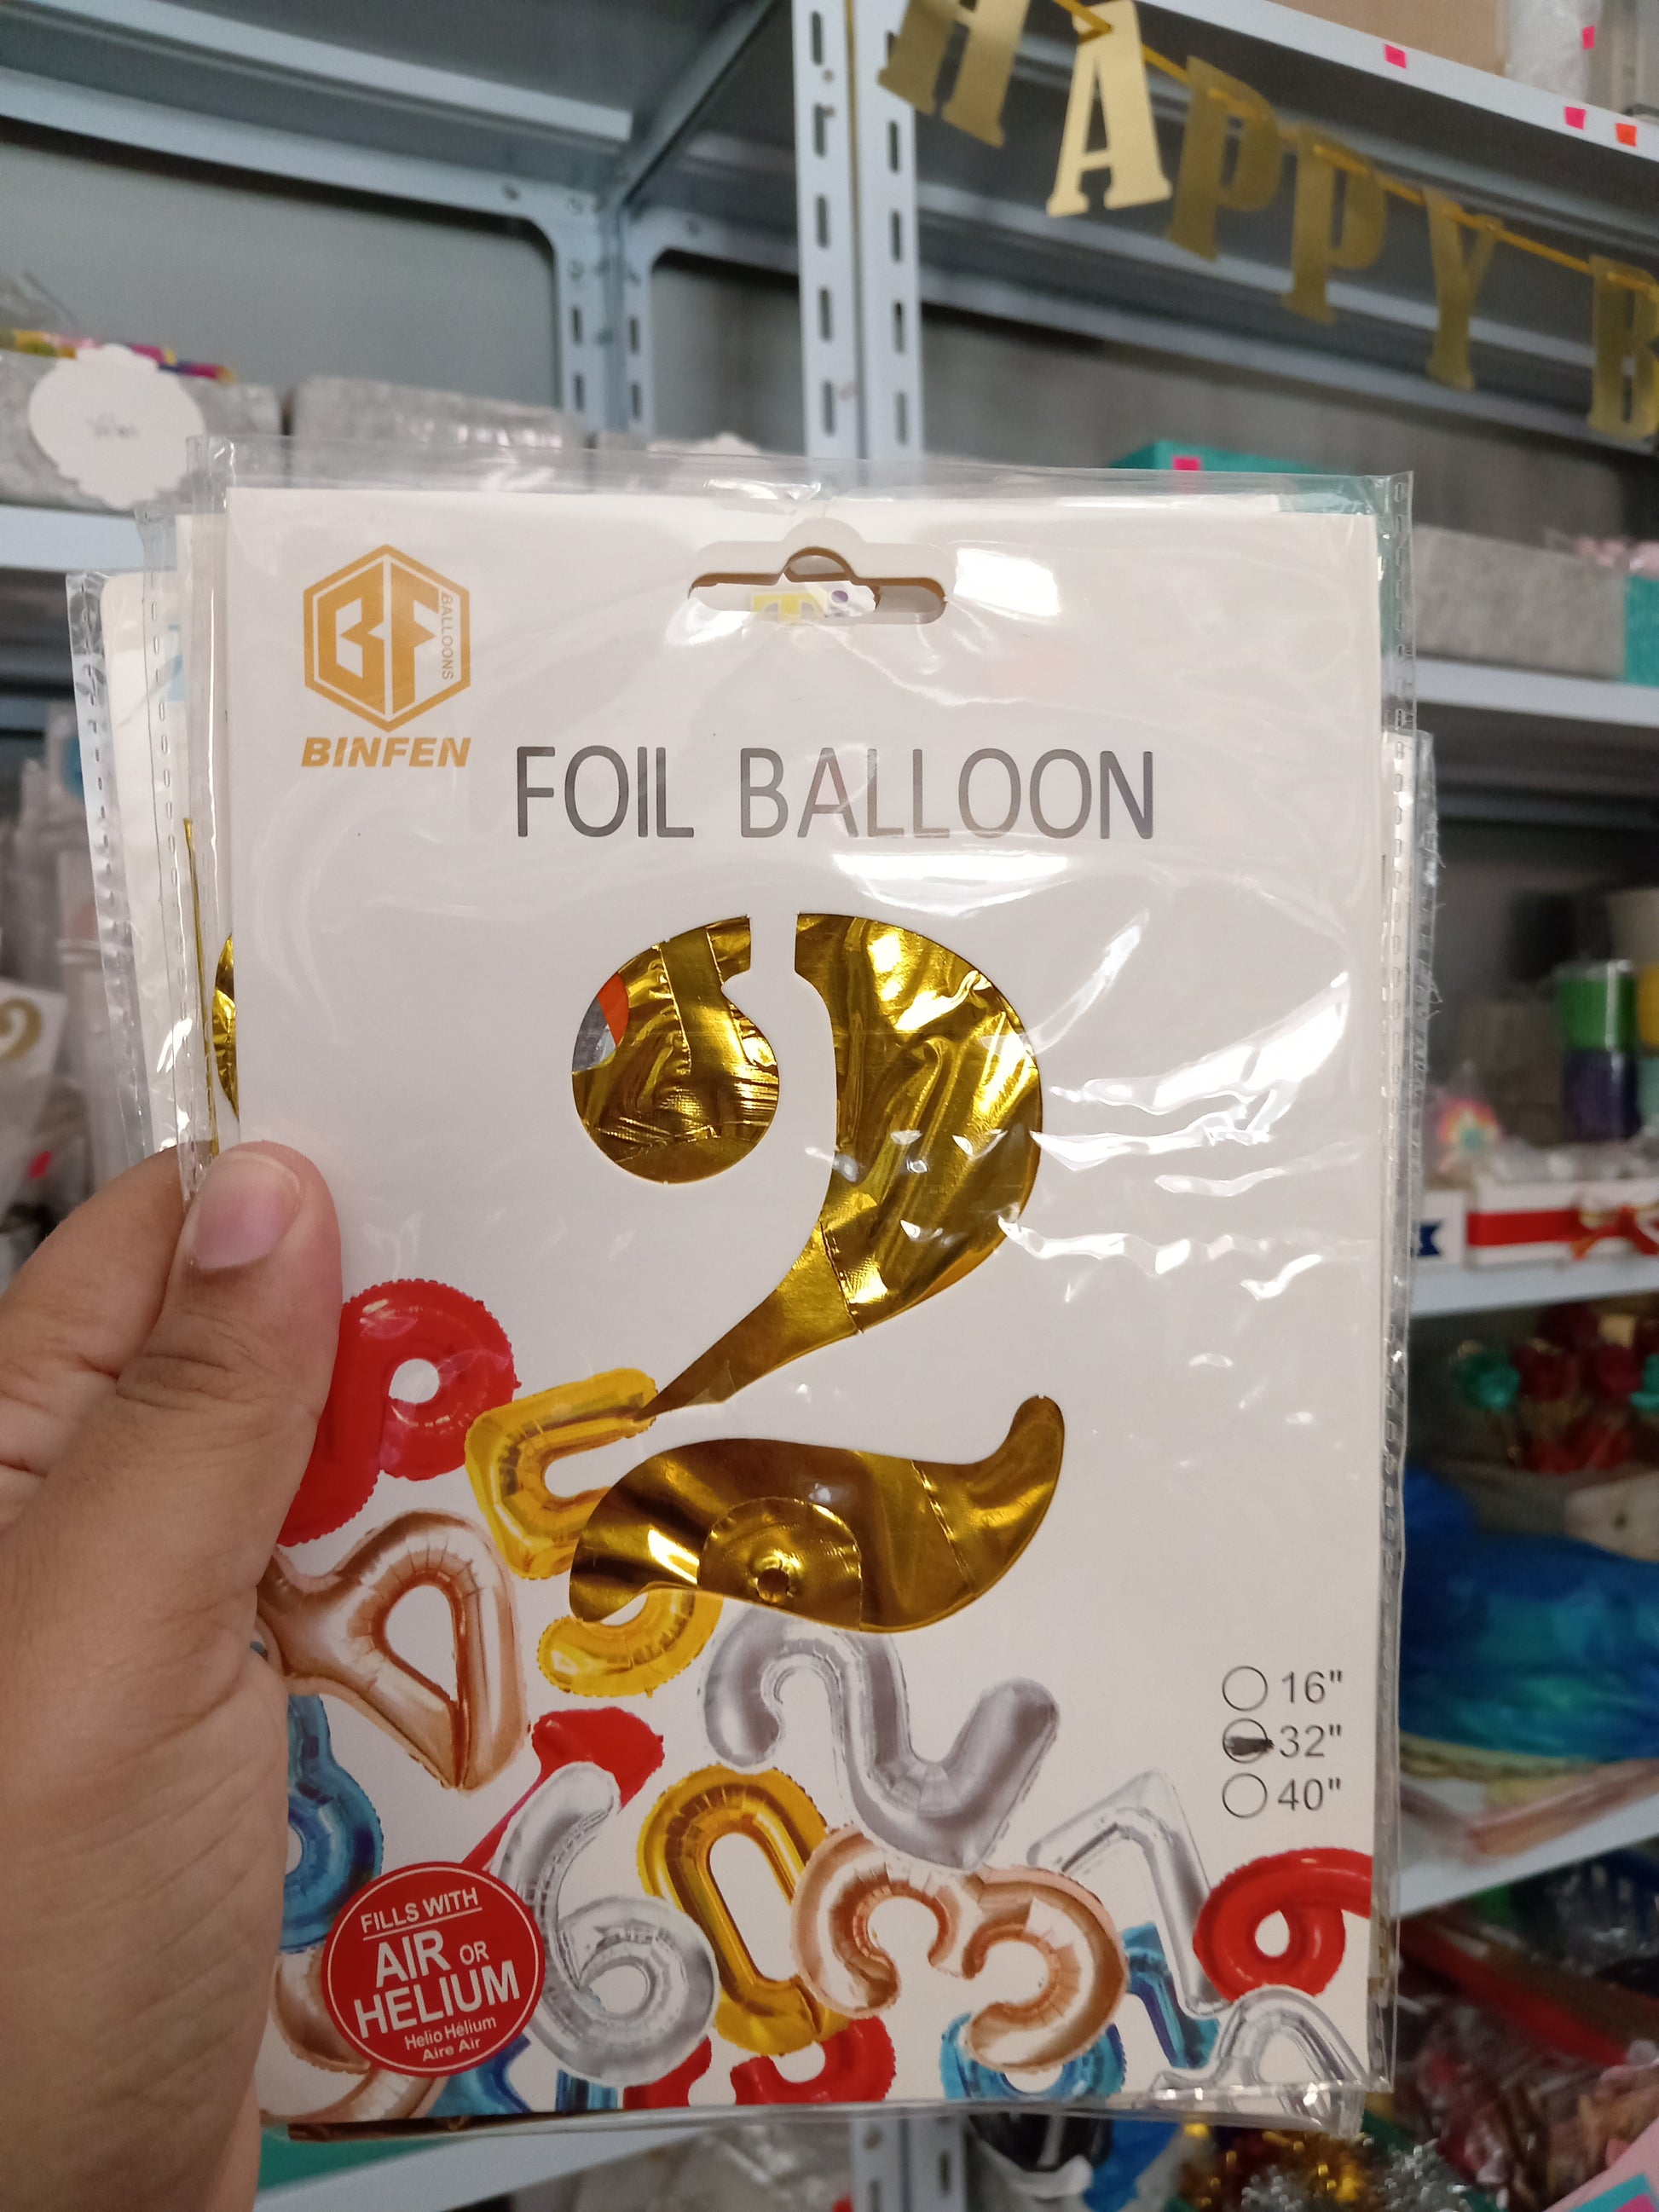 HAPPY B
BF
BALLOONS
BINFEN
FOIL BALLOON
2
16"
32"
40"
FILLS WITH
AIR OR
HELIUM
Helio Hélium
Aire Air